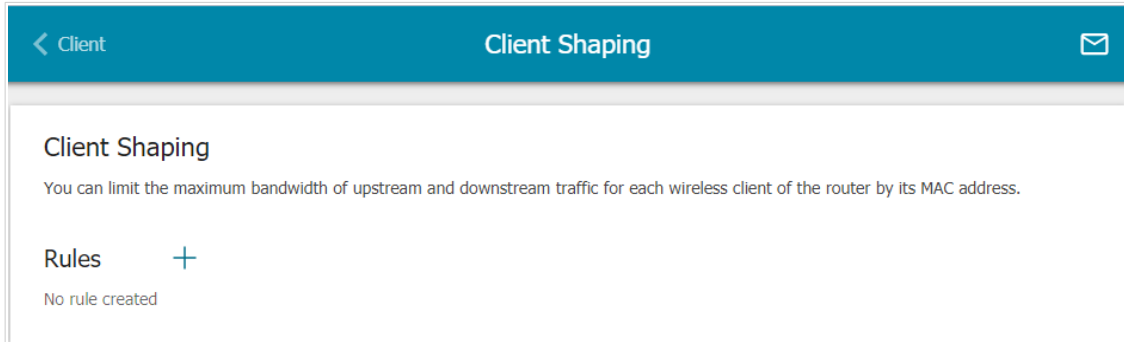 Client
Client Shaping
Client Shaping
You can limit the maximum bandwidth of upstream and downstream traffic for each wireless client of the router by its MAC address.
Rules
No rule created